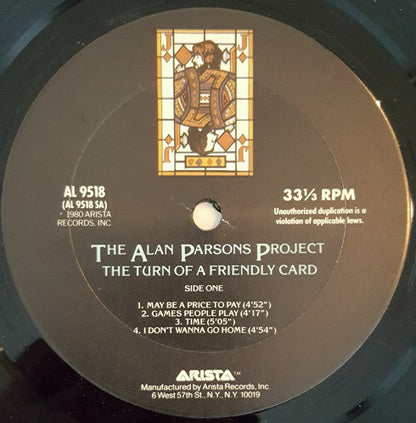 J J
AL 9518
(AL 9518 SA)
℗ 1980 ARISTA
RECORDS, INC.
33⅓ RPM
Unauthorized duplication is a
violation of applicable laws.
THE ALAN PARSONS PROJECT
THE TURN OF A FRIENDLY CARD
SIDE ONE
1. MAY BE A PRICE TO PAY (4'52")
2. GAMES PEOPLE PLAY (4'17")
3. TIME (5'05")
4. I DON'T WANNA GO HOME (4'54")
ARISTA™
Manufactured by Arista Records, Inc.
6 West 57th St., N.Y., N.Y. 10019